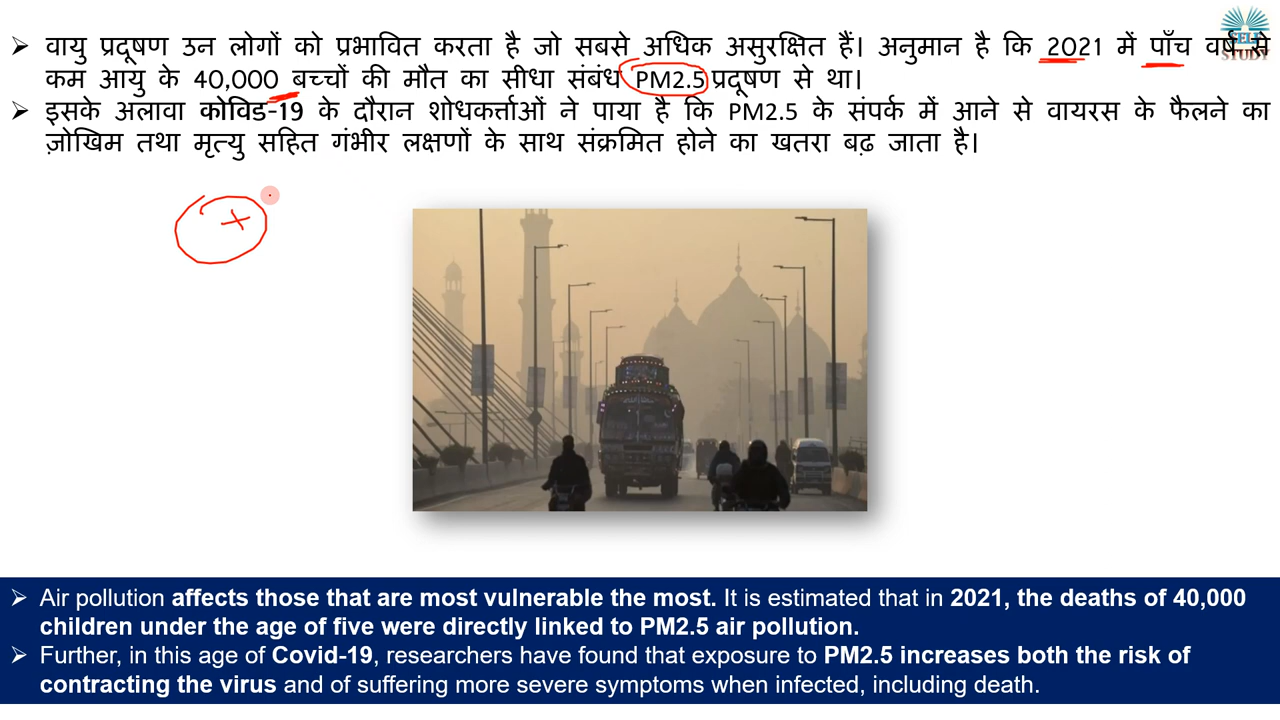 ➢ वायु प्रदूषण उन लोगों को प्रभावित करता है जो सबसे अधिक असुरक्षित हैं। अनुमान है कि 2021 में पाँच वर्ष से
कम आयु के 40,000 बच्चों की मौत का सीधा संबंध PM2.5 प्रदूषण से था।
➢ इसके अलावा कोविड-19 के दौरान शोधकर्त्ताओं ने पाया है कि PM2.5 के संपर्क में आने से वायरस के फैलने का
ज़ोखिम तथा मृत्यु सहित गंभीर लक्षणों के साथ संक्रमित होने का खतरा बढ़ जाता है।
STUDY
➢ Air pollution affects those that are most vulnerable the most. It is estimated that in 2021, the deaths of 40,000
children under the age of five were directly linked to PM2.5 air pollution.
➢ Further, in this age of Covid-19, researchers have found that exposure to PM2.5 increases both the risk of
contracting the virus and of suffering more severe symptoms when infected, including death.